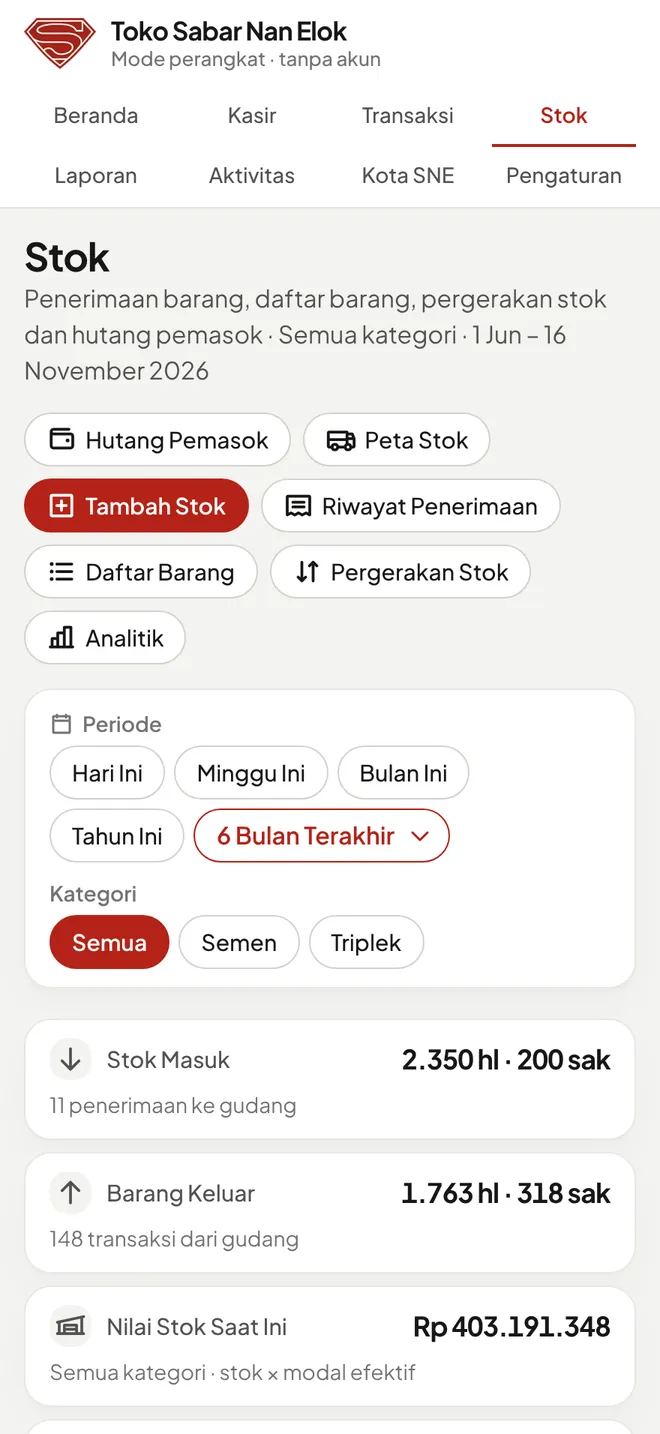 Toko Sabar Nan Elok
Mode perangkat · tanpa akun
Beranda Kasir Transaksi Stok
Laporan Aktivitas Kota SNE Pengaturan
Stok
Penerimaan barang, daftar barang, pergerakan stok
dan hutang pemasok · Semua kategori · 1 Jun – 16
November 2026
Hutang Pemasok Peta Stok
Tambah Stok Riwayat Penerimaan
Daftar Barang Pergerakan Stok
Analitik
Periode
Hari Ini Minggu Ini Bulan Ini
Tahun Ini 6 Bulan Terakhir
Kategori
Semua Semen Triplek
Stok Masuk 2.350 hl · 200 sak
11 penerimaan ke gudang
Barang Keluar 1.763 hl · 318 sak
148 transaksi dari gudang
Nilai Stok Saat Ini Rp 403.191.348
Semua kategori · stok × modal efektif